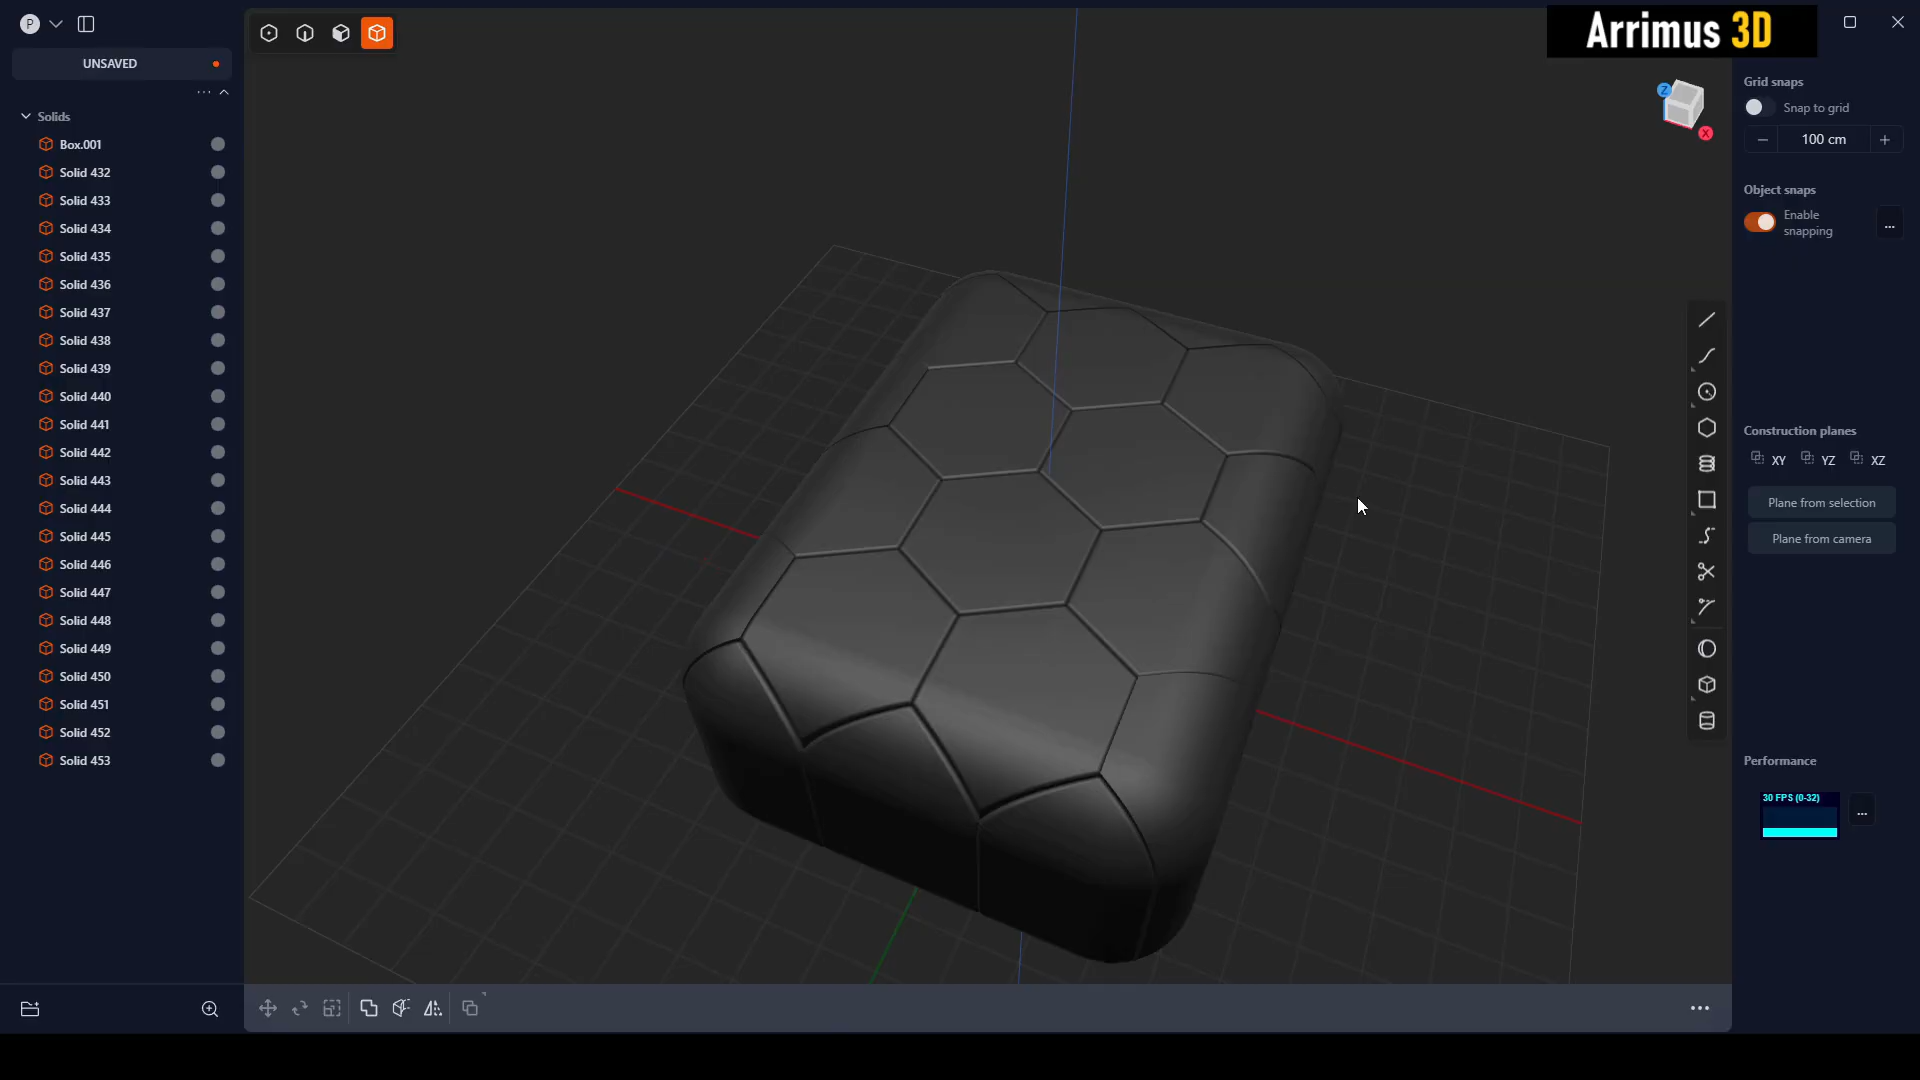 P
UNSAVED
Solids
Box.001
Solid 432
Solid 433
Solid 434
Solid 435
Solid 436
Solid 437
Solid 438
Solid 439
Solid 440
Solid 441
Solid 442
Solid 443
Solid 444
Solid 445
Solid 446
Solid 447
Solid 448
Solid 449
Solid 450
Solid 451
Solid 452
Solid 453
Arrimus 3D
Z
X
Grid snaps
Snap to grid
100 cm
Object snaps
Enable
snapping
Construction planes
XY YZ XZ
Plane from selection
Plane from camera
Performance
30 FPS (0-32)